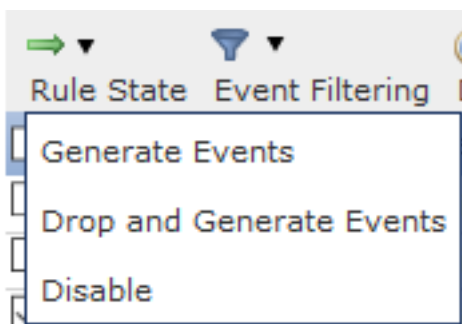 Rule State Event Filtering
Generate Events
Drop and Generate Events
Disable